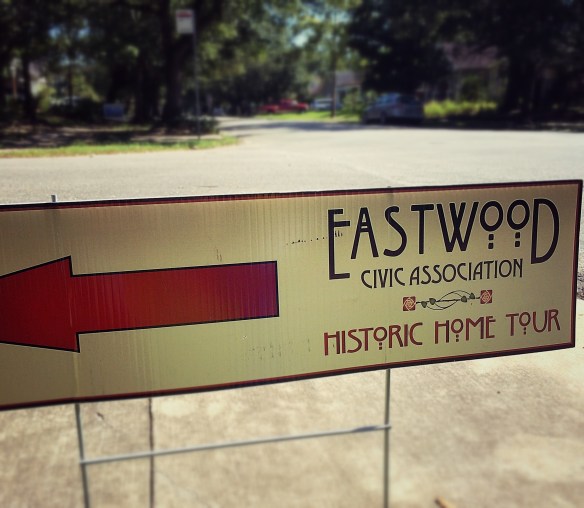 EASTWOOD
CIVIC ASSOCIATION
HISTORIC HOME TOUR